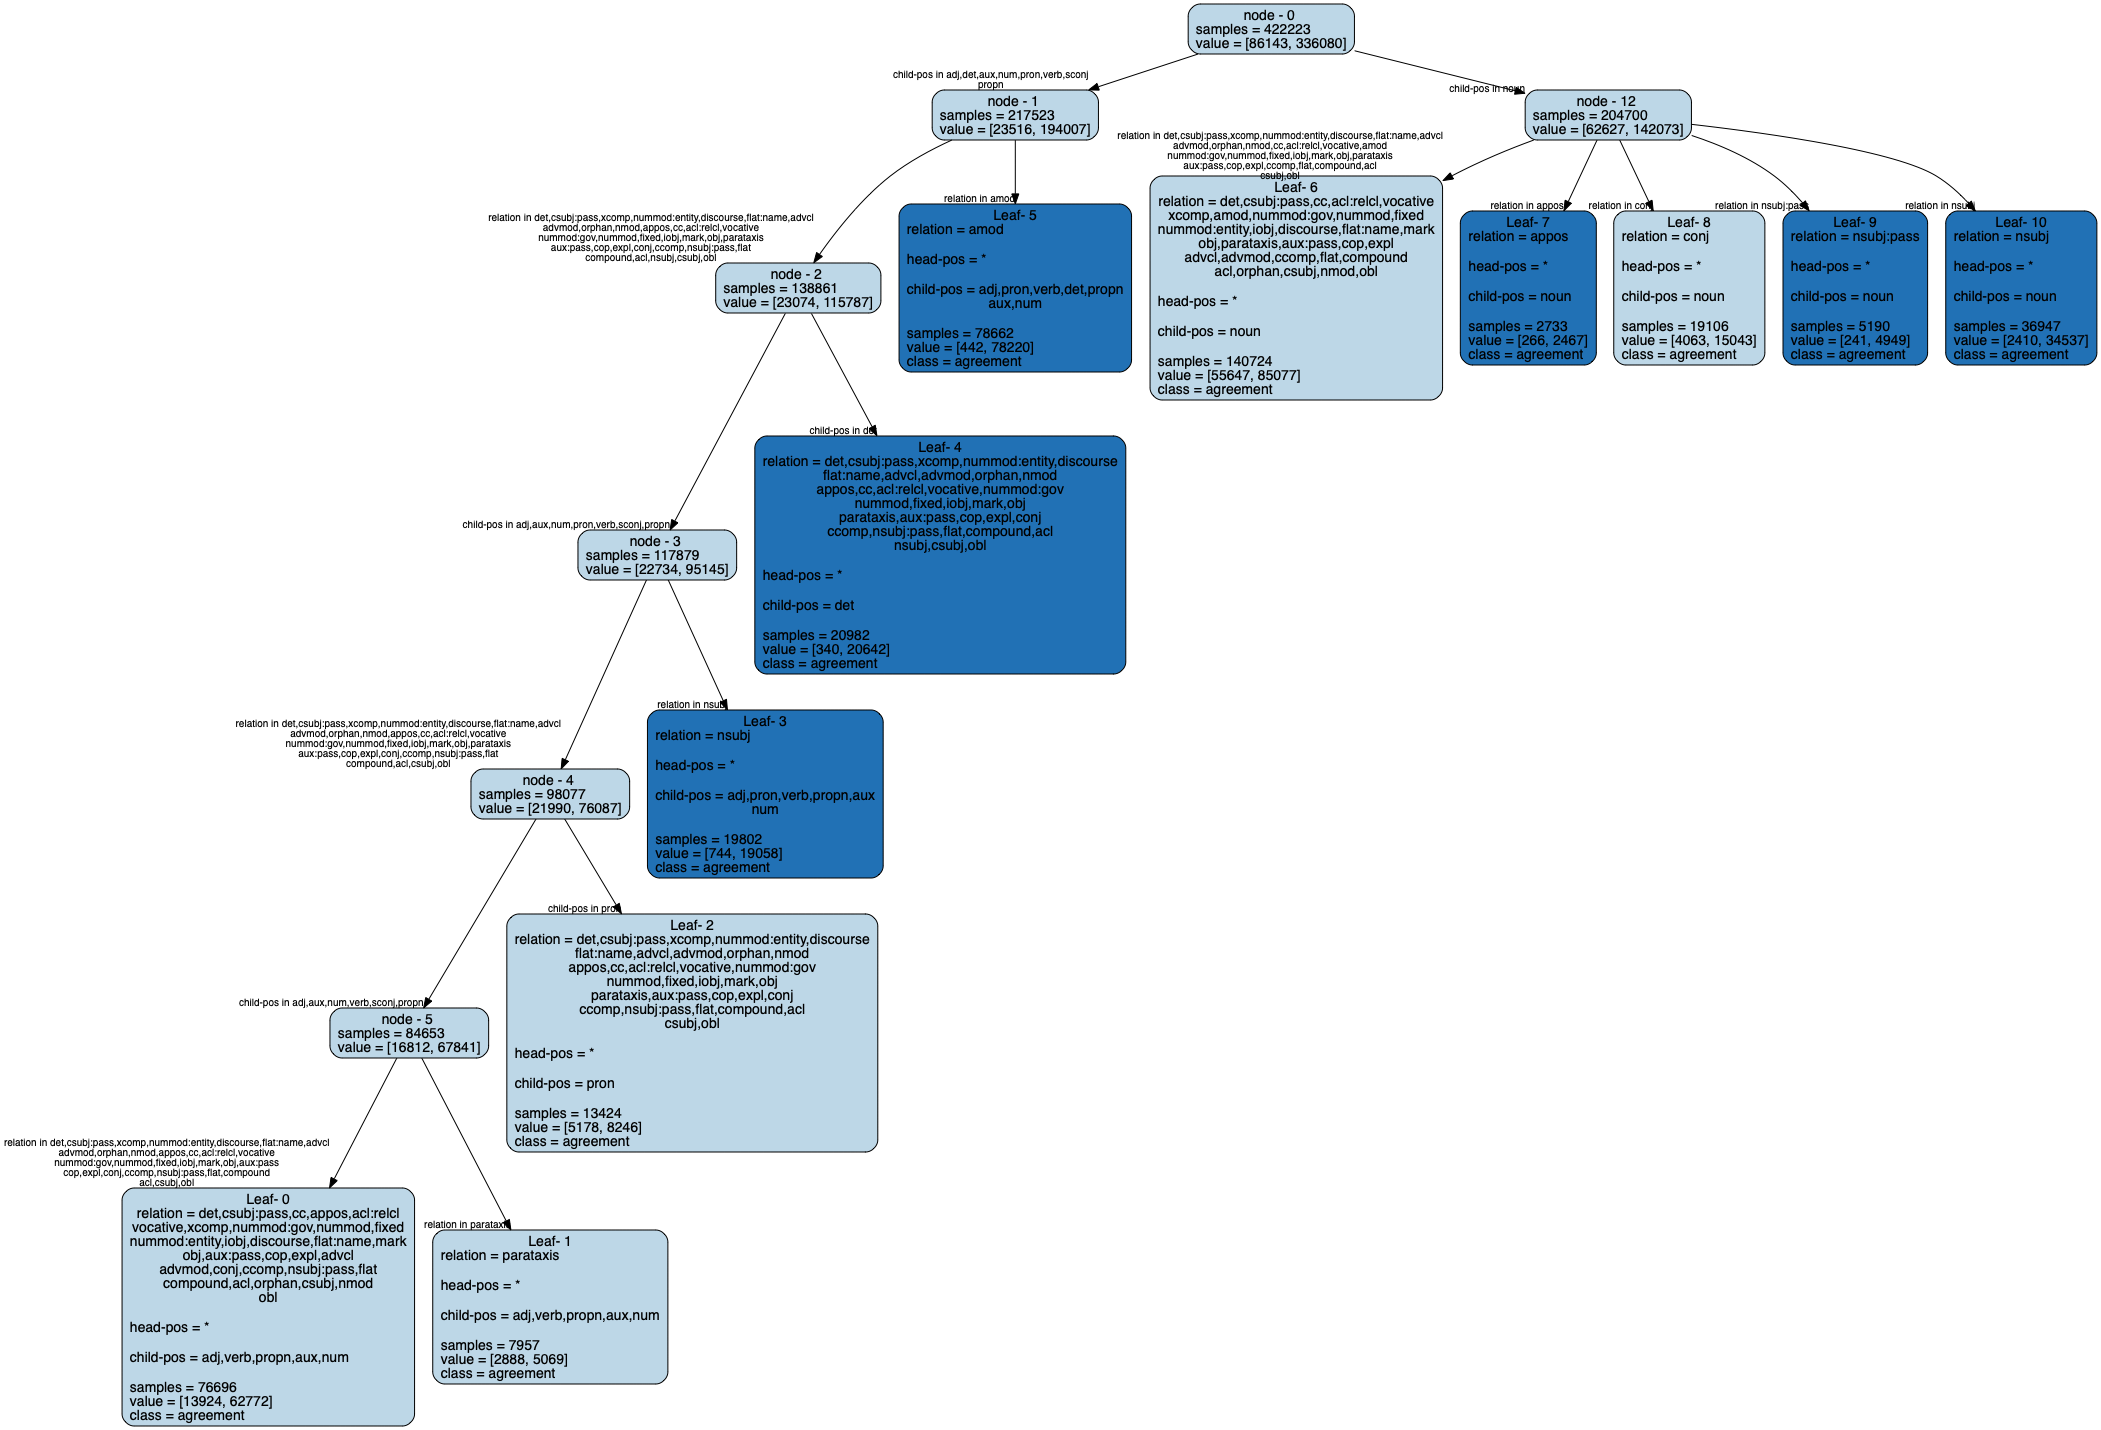 node - 0
samples = 422223
value = [86143, 336080]
child-pos in adj,det,aux,num,pron,verb,sconj
propn
node - 1
samples = 217523
value = [23516, 194007]
child-pos in noun
node - 12
samples = 204700
value = [62627, 142073]
relation in det,csubj:pass,xcomp,nummod:entity,discourse,flat:name,advcl
advmod,orphan,nmod,cc,acl:relcl,vocative,amod
nummod:gov,nummod,fixed,iobj,mark,obj,parataxis
aux:pass,cop,expl,ccomp,flat,compound,acl
csubj,obl
Leaf- 6
relation = det,csubj:pass,cc,acl:relcl,vocative
xcomp,amod,nummod:gov,nummod,fixed
nummod:entity,iobj,discourse,flat:name,mark
obj,parataxis,aux:pass,cop,expl
advcl,advmod,ccomp,flat,compound
acl,orphan,csubj,nmod,obl
head-pos = *
child-pos = noun
samples = 140724
value = [55647, 85077]
class = agreement
relation in appos
Leaf- 7
relation = appos
head-pos = *
child-pos = noun
samples = 2733
value = [266, 2467]
class = agreement
relation in conj
Leaf- 8
relation = conj
head-pos = *
child-pos = noun
samples = 19106
value = [4063, 15043]
class = agreement
relation in nsubj:pass
Leaf- 9
relation = nsubj:pass
head-pos = *
child-pos = noun
samples = 5190
value = [241, 4949]
class = agreement
relation in nsubj
Leaf- 10
relation = nsubj
head-pos = *
child-pos = noun
samples = 36947
value = [2410, 34537]
class = agreement
relation in det,csubj:pass,xcomp,nummod:entity,discourse,flat:name,advcl
advmod,orphan,nmod,appos,cc,acl:relcl,vocative
nummod:gov,nummod,fixed,iobj,mark,obj,parataxis
aux:pass,cop,expl,conj,ccomp,nsubj:pass,flat
compound,acl,nsubj,csubj,obl
node - 2
samples = 138861
value = [23074, 115787]
relation in amod
Leaf- 5
relation = amod
head-pos = *
child-pos = adj,pron,verb,det,propn
aux,num
samples = 78662
value = [442, 78220]
class = agreement
child-pos in adj,aux,num,pron,verb,sconj,propn
node - 3
samples = 117879
value = [22734, 95145]
child-pos in det
Leaf- 4
relation = det,csubj:pass,xcomp,nummod:entity,discourse
flat:name,advcl,advmod,orphan,nmod
appos,cc,acl:relcl,vocative,nummod:gov
nummod,fixed,iobj,mark,obj
parataxis,aux:pass,cop,expl,conj
ccomp,nsubj:pass,flat,compound,acl
nsubj,csubj,obl
head-pos = *
child-pos = det
samples = 20982
value = [340, 20642]
class = agreement
relation in det,csubj:pass,xcomp,nummod:entity,discourse,flat:name,advcl
advmod,orphan,nmod,appos,cc,acl:relcl,vocative
nummod:gov,nummod,fixed,iobj,mark,obj,parataxis
aux:pass,cop,expl,conj,ccomp,nsubj:pass,flat
compound,acl,csubj,obl
node - 4
samples = 98077
value = [21990, 76087]
relation in nsubj
Leaf- 3
relation = nsubj
head-pos = *
child-pos = adj,pron,verb,propn,aux
num
samples = 19802
value = [744, 19058]
class = agreement
child-pos in adj,aux,num,verb,sconj,propn
node - 5
samples = 84653
value = [16812, 67841]
child-pos in pron
Leaf- 2
relation = det,csubj:pass,xcomp,nummod:entity,discourse
flat:name,advcl,advmod,orphan,nmod
appos,cc,acl:relcl,vocative,nummod:gov
nummod,fixed,iobj,mark,obj
parataxis,aux:pass,cop,expl,conj
ccomp,nsubj:pass,flat,compound,acl
csubj,obl
head-pos = *
child-pos = pron
samples = 13424
value = [5178, 8246]
class = agreement
relation in det,csubj:pass,xcomp,nummod:entity,discourse,flat:name,advcl
advmod,orphan,nmod,appos,cc,acl:relcl,vocative
nummod:gov,nummod,fixed,iobj,mark,obj,aux:pass
cop,expl,conj,ccomp,nsubj:pass,flat,compound
acl,csubj,obl
Leaf- 0
relation = det,csubj:pass,cc,appos,acl:relcl
vocative,xcomp,nummod:gov,nummod,fixed
nummod:entity,iobj,discourse,flat:name,mark
obj,aux:pass,cop,expl,advcl
advmod,conj,ccomp,nsubj:pass,flat
compound,acl,orphan,csubj,nmod
obl
head-pos = *
child-pos = adj,verb,propn,aux,num
samples = 76696
value = [13924, 62772]
class = agreement
relation in parataxis
Leaf- 1
relation = parataxis
head-pos = *
child-pos = adj,verb,propn,aux,num
samples = 7957
value = [2888, 5069]
class = agreement